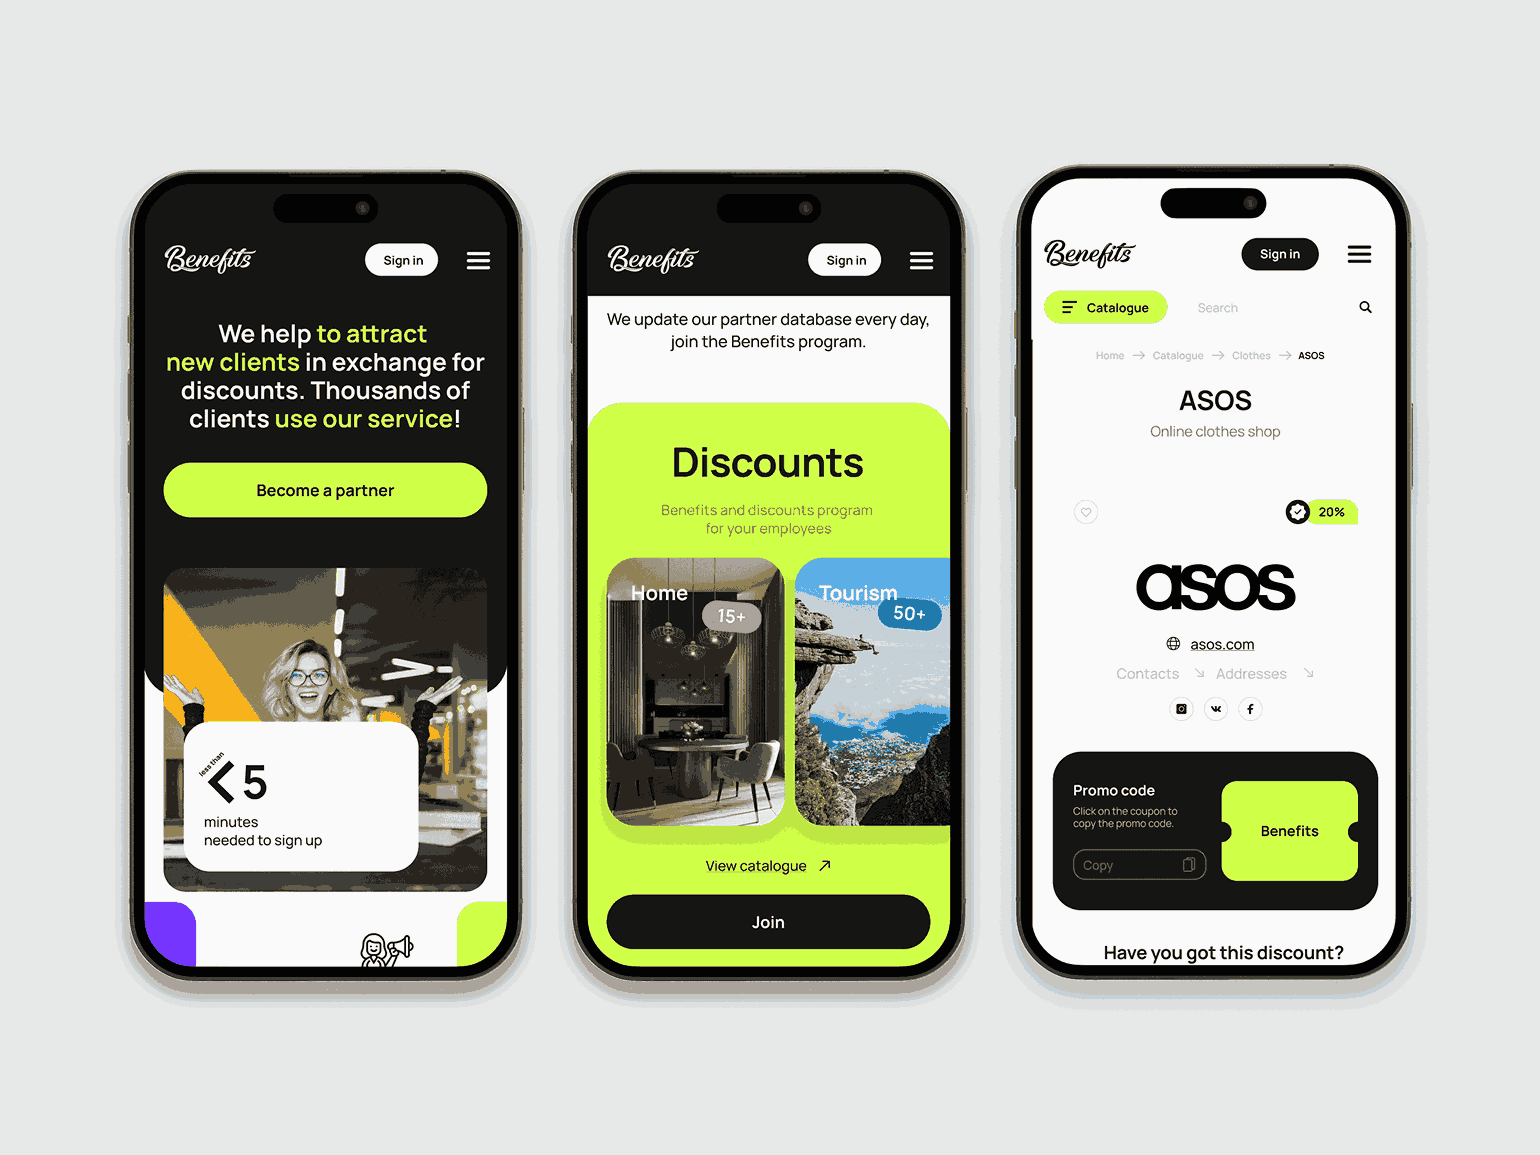 Benefits
Sign in
We help to attract
new clients in exchange for
discounts. Thousands of
clients use our service!
Become a partner
less than
<5
minutes
needed to sign up
Benefits
Sign in
We update our partner database every day,
join the Benefits program.
Discounts
Benefits and discounts program
for your employees
Home
15+
Tourism
50+
View catalogue
Join
Benefits
Sign in
Catalogue
Search
Home → Catalogue → Clothes → ASOS
ASOS
Online clothes shop
20%
asos
asos.com
Contacts ↘ Addresses ↘
Promo code
Click on the coupon to
copy the promo code.
Copy
Benefits
Have you got this discount?